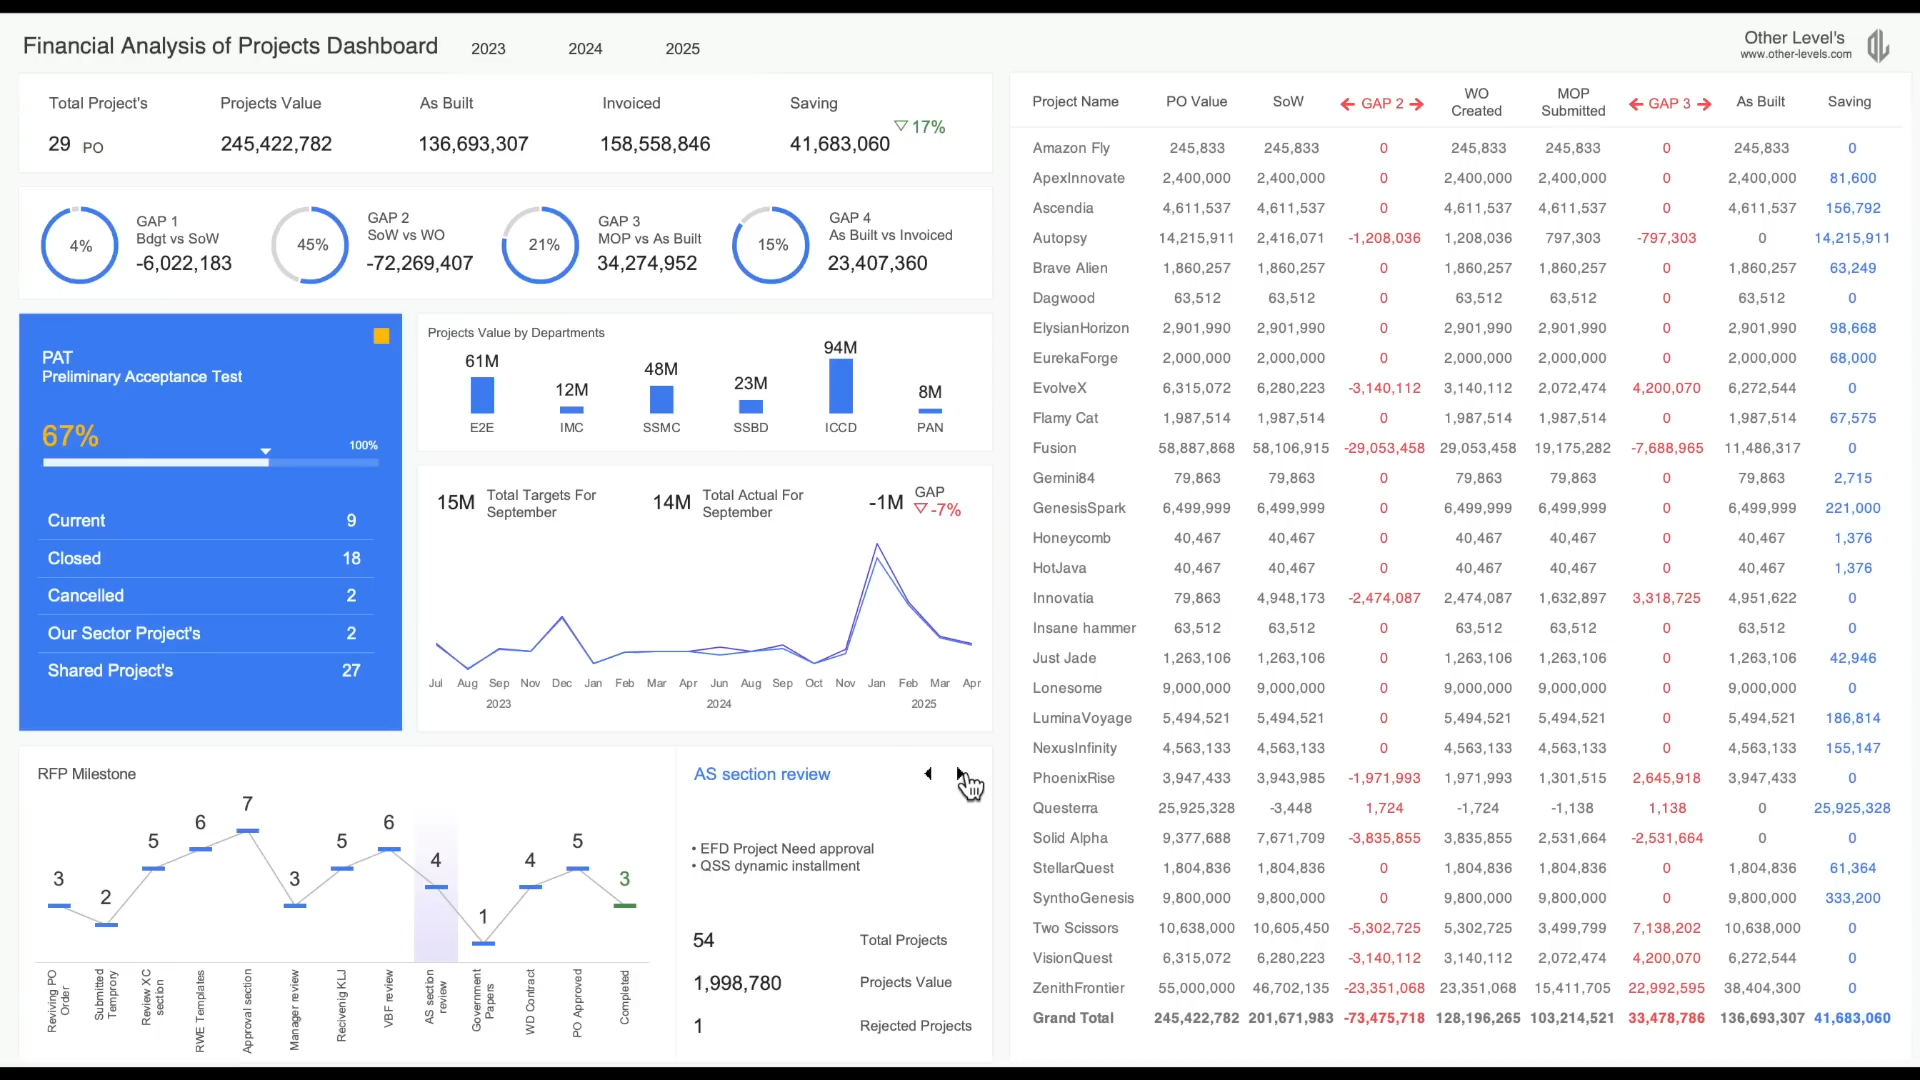 Financial Analysis of Projects Dashboard 2023 2024 2025
Other Level's
www.other-levels.com
Total Project's Projects Value As Built Invoiced Saving
29 PO 245,422,782 136,693,307 158,558,846 41,683,060 17%
4%
GAP 1
Bdgt vs SoW
-6,022,183
45%
GAP 2
SoW vs WO
-72,269,407
21%
GAP 3
MOP vs As Built
34,274,952
15%
GAP 4
As Built vs Invoiced
23,407,360
PAT
Preliminary Acceptance Test
67%
100%
Current 9
Closed 18
Cancelled 2
Our Sector Project's 2
Shared Project's 27
Projects Value by Departments
61M 12M 48M 23M 94M 8M
E2E IMC SSMC SSBD ICCD PAN
15M Total Targets For September
14M Total Actual For September
-1M GAP -7%
Jul Aug Sep Nov Dec Jan Feb Mar Apr Jun Aug Sep Oct Nov Jan Feb Mar Apr
2023 2024 2025
RFP Milestone
3 2 5 6 7 3 5 6 4 1 4 5 3
Reving PO Order
Submitted Temprory
Review XC section
RWE Templates
Approval section
Manager review
Recivenig KLJ
VBF review
AS section review
Government Papers
WD Contract
PO Approved
Completed
AS section review
• EFD Project Need approval
• QSS dynamic installment
54 Total Projects
1,998,780 Projects Value
1 Rejected Projects
Project Name PO Value SoW GAP 2 WO Created MOP Submitted GAP 3 As Built Saving
Amazon Fly 245,833 245,833 0 245,833 245,833 0 245,833 0
ApexInnovate 2,400,000 2,400,000 0 2,400,000 2,400,000 0 2,400,000 81,600
Ascendia 4,611,537 4,611,537 0 4,611,537 4,611,537 0 4,611,537 156,792
Autopsy 14,215,911 2,416,071 -1,208,036 1,208,036 797,303 -797,303 0 14,215,911
Brave Alien 1,860,257 1,860,257 0 1,860,257 1,860,257 0 1,860,257 63,249
Dagwood 63,512 63,512 0 63,512 63,512 0 63,512 0
ElysianHorizon 2,901,990 2,901,990 0 2,901,990 2,901,990 0 2,901,990 98,668
EurekaForge 2,000,000 2,000,000 0 2,000,000 2,000,000 0 2,000,000 68,000
EvolveX 6,315,072 6,280,223 -3,140,112 3,140,112 2,072,474 4,200,070 6,272,544 0
Flamy Cat 1,987,514 1,987,514 0 1,987,514 1,987,514 0 1,987,514 67,575
Fusion 58,887,868 58,106,915 -29,053,458 29,053,458 19,175,282 -7,688,965 11,486,317 0
Gemini84 79,863 79,863 0 79,863 79,863 0 79,863 2,715
GenesisSpark 6,499,999 6,499,999 0 6,499,999 6,499,999 0 6,499,999 221,000
Honeycomb 40,467 40,467 0 40,467 40,467 0 40,467 1,376
HotJava 40,467 40,467 0 40,467 40,467 0 40,467 1,376
Innovatia 79,863 4,948,173 -2,474,087 2,474,087 1,632,897 3,318,725 4,951,622 0
Insane hammer 63,512 63,512 0 63,512 63,512 0 63,512 0
Just Jade 1,263,106 1,263,106 0 1,263,106 1,263,106 0 1,263,106 42,946
Lonesome 9,000,000 9,000,000 0 9,000,000 9,000,000 0 9,000,000 0
LuminaVoyage 5,494,521 5,494,521 0 5,494,521 5,494,521 0 5,494,521 186,814
NexusInfinity 4,563,133 4,563,133 0 4,563,133 4,563,133 0 4,563,133 155,147
PhoenixRise 3,947,433 3,943,985 -1,971,993 1,971,993 1,301,515 2,645,918 3,947,433 0
Questerra 25,925,328 -3,448 1,724 -1,724 -1,138 1,138 0 25,925,328
Solid Alpha 9,377,688 7,671,709 -3,835,855 3,835,855 2,531,664 -2,531,664 0 0
StellarQuest 1,804,836 1,804,836 0 1,804,836 1,804,836 0 1,804,836 61,364
SynthoGenesis 9,800,000 9,800,000 0 9,800,000 9,800,000 0 9,800,000 333,200
Two Scissors 10,638,000 10,605,450 -5,302,725 5,302,725 3,499,799 7,138,202 10,638,000 0
VisionQuest 6,315,072 6,280,223 -3,140,112 3,140,112 2,072,474 4,200,070 6,272,544 0
ZenithFrontier 55,000,000 46,702,135 -23,351,068 23,351,068 15,411,705 22,992,595 38,404,300 0
Grand Total 245,422,782 201,671,983 -73,475,718 128,196,265 103,214,521 33,478,786 136,693,307 41,683,060